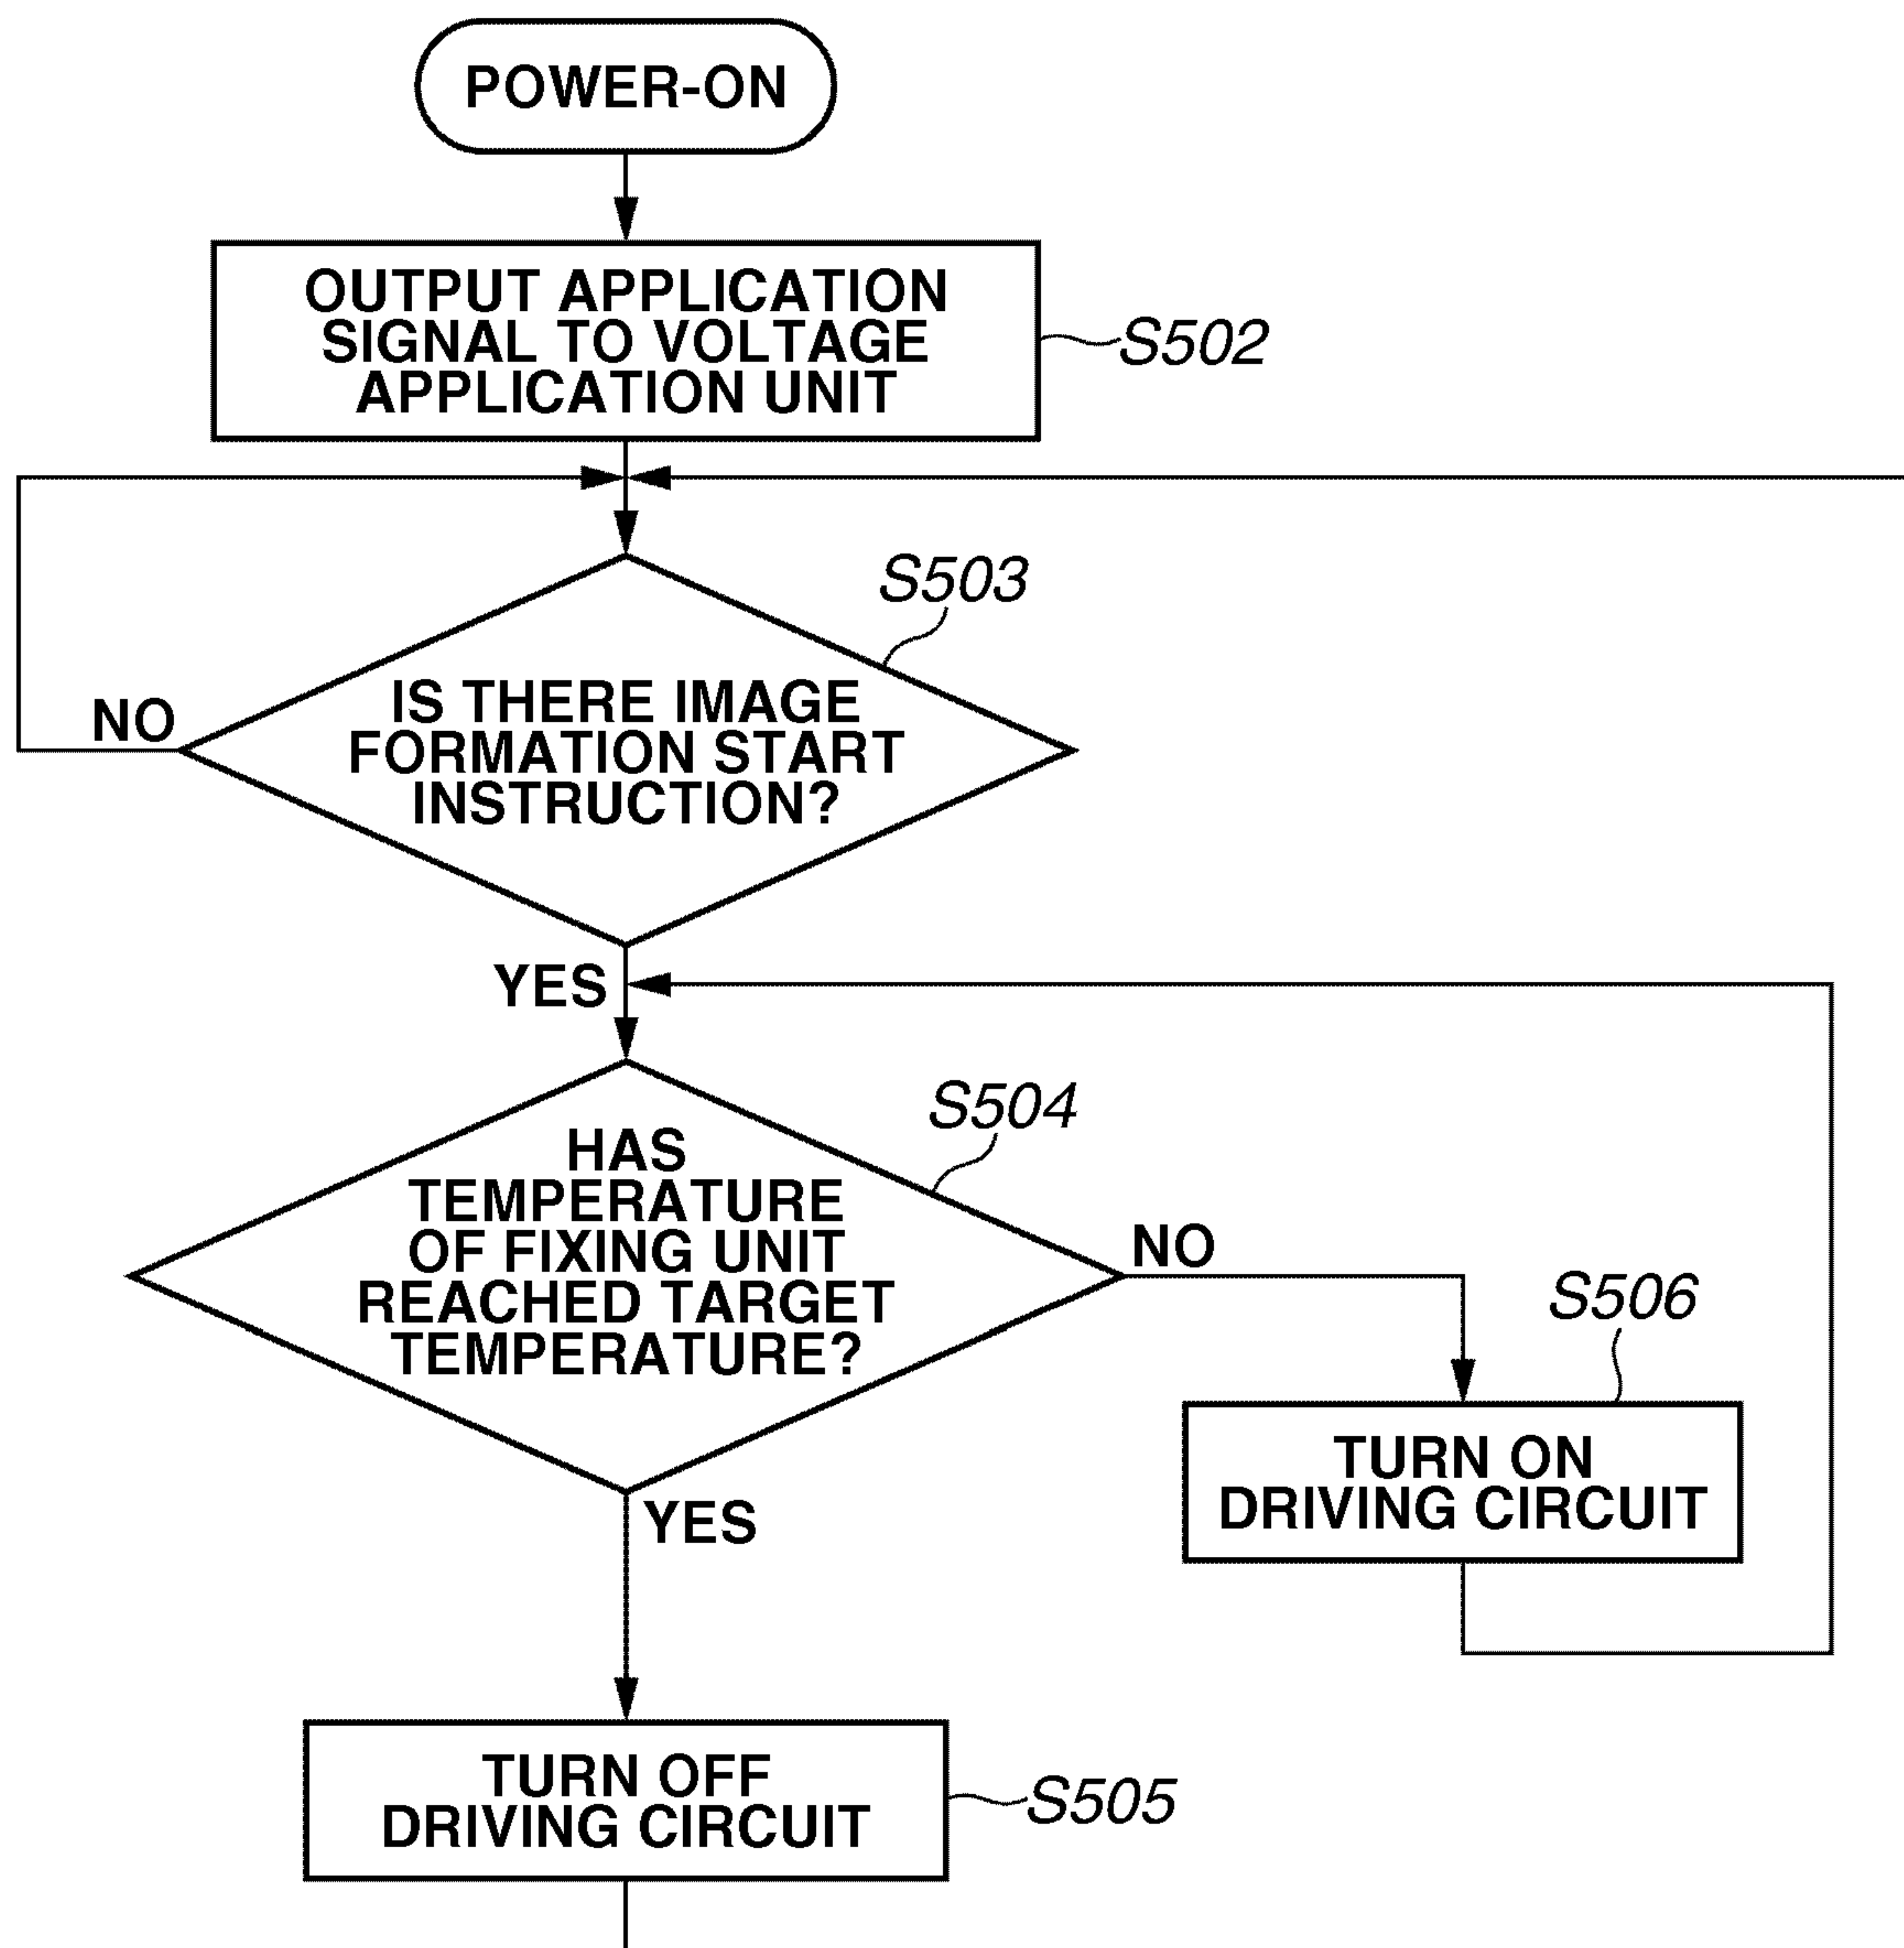 POWER-ON
OUTPUT APPLICATION
SIGNAL TO VOLTAGE
APPLICATION UNIT
S502
S503
IS THERE IMAGE
FORMATION START
INSTRUCTION?
NO
YES
S504
HAS
TEMPERATURE
OF FIXING UNIT
REACHED TARGET
TEMPERATURE?
NO
S506
TURN ON
DRIVING CIRCUIT
YES
TURN OFF
DRIVING CIRCUIT
S505